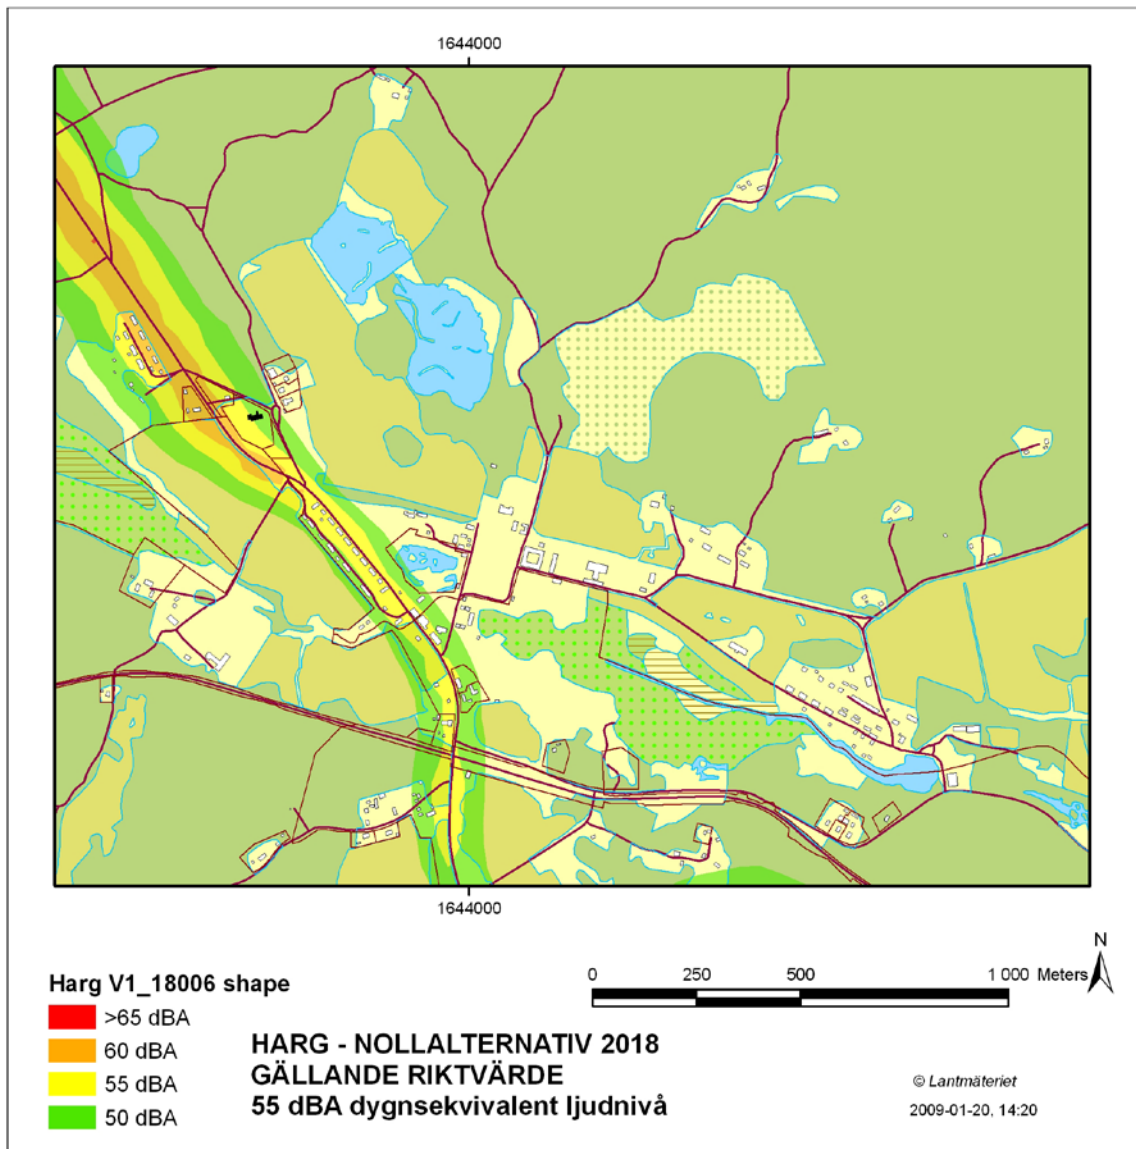 1644000
1644000
Harg V1_18006 shape
>65 dBA
60 dBA
55 dBA
50 dBA
HARG - NOLLALTERNATIV 2018
GÄLLANDE RIKTVÄRDE
55 dBA dygnsekvivalent ljudnivå
0 250 500 1 000 Meters
N
© Lantmäteriet
2009-01-20, 14:20